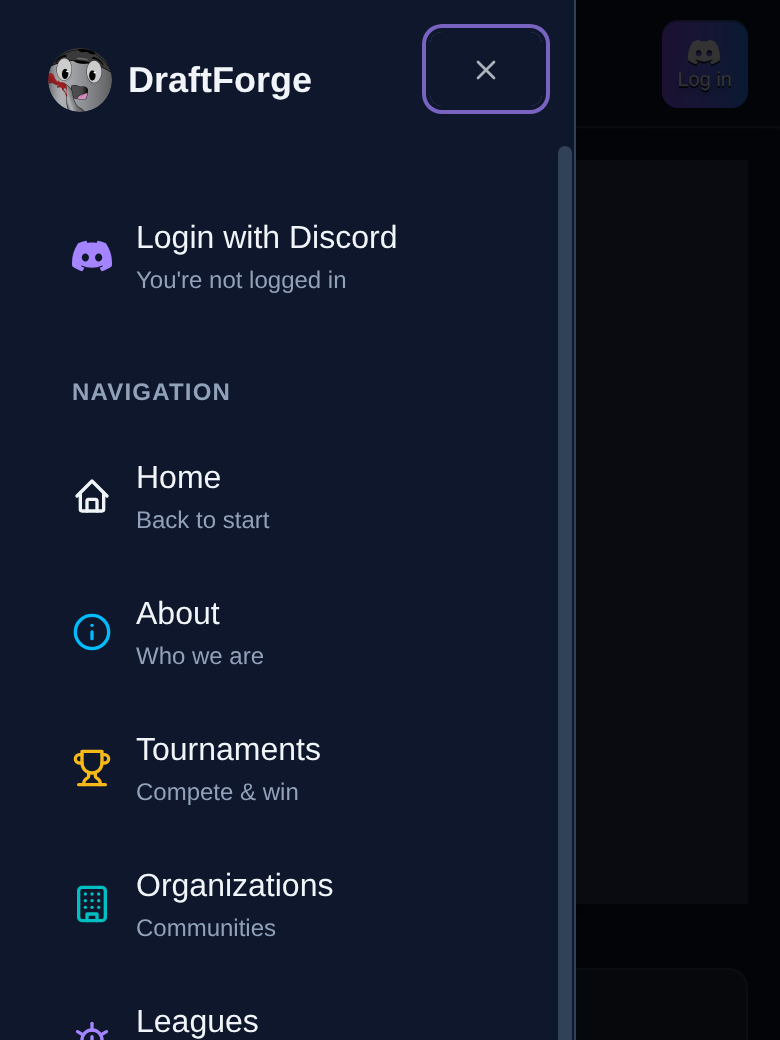 DraftForge
Log in
Login with Discord
You're not logged in
NAVIGATION
Home
Back to start
About
Who we are
Tournaments
Compete & win
Organizations
Communities
Leagues